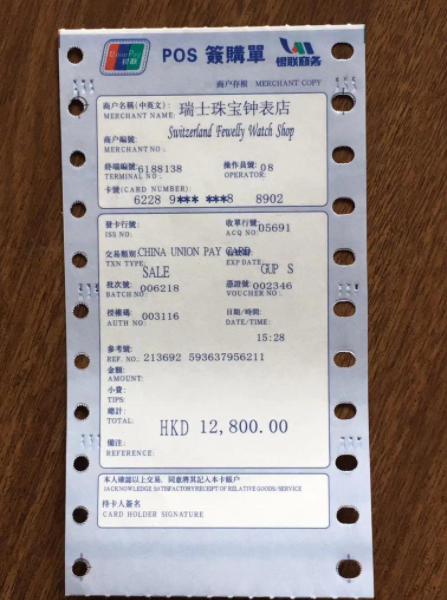 UnionPay
银联
POS 簽購單
银联商务
商户存根 MERCHANT COPY
商户名稱(中英文):
MERCHANT NAME: 瑞士珠宝钟表店
Switzerland Fewelly Watch Shop
商户編號:
MERCHANT NO:
終端編號: 6188138 操作員號: 08
TERMINAL NO: OPERATOR:
卡號(CARD NUMBER):
6228 9*** ***8 8902
發卡行號: 收單行號: 05691
ISS NO: ACQ NO:
交易類別: CHINA UNION PAY CARD
TXN TYPE: EXP DATE:
SALE GUP S
批次號: 006218 憑證號: 002346
BATCH NO: VOUCHER NO:
授權碼: 003116 日期/時間:
AUTH NO: DATE/TIME:
15:28
參考號:
REF. NO: 213692 593637956211
金額:
AMOUNT:
小費:
TIPS:
總計:
TOTAL: HKD 12,800.00
備注:
REFERENCE:
本人確認以上交易,同意將其記入本卡帳户
I ACKNOWLEDGE SATISFACTORY RECEIPT OF RELATIVE GOODS/SERVICE
持卡人簽名
CARD HOLDER SIGNATURE